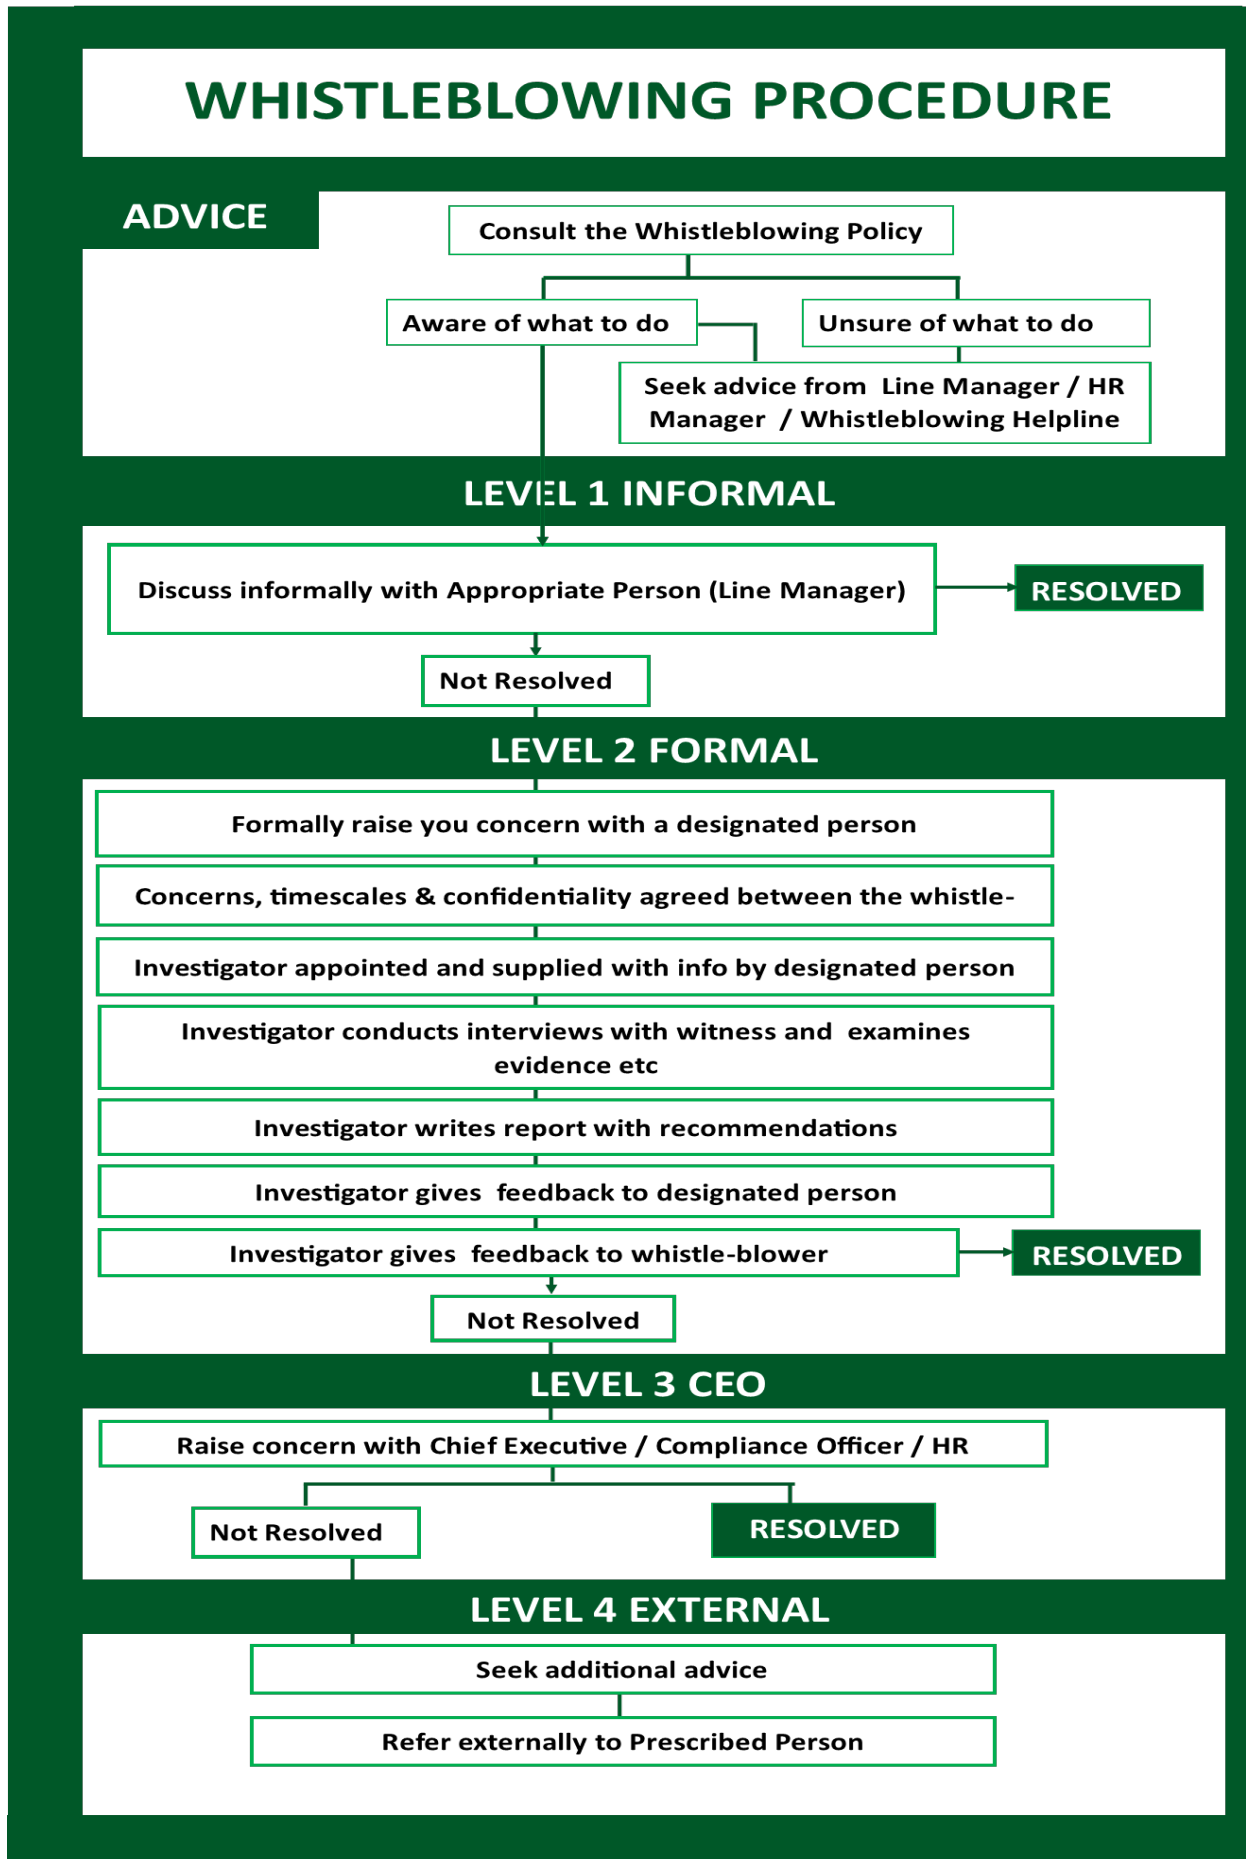 WHISTLEBLOWING PROCEDURE
ADVICE
Consult the Whistleblowing Policy
Aware of what to do
Unsure of what to do
Seek advice from Line Manager / HR
Manager / Whistleblowing Helpline
LEVEL 1 INFORMAL
Discuss informally with Appropriate Person (Line Manager)
RESOLVED
Not Resolved
LEVEL 2 FORMAL
Formally raise you concern with a designated person
Concerns, timescales & confidentiality agreed between the whistle-
Investigator appointed and supplied with info by designated person
Investigator conducts interviews with witness and examines
evidence etc
Investigator writes report with recommendations
Investigator gives feedback to designated person
Investigator gives feedback to whistle-blower
RESOLVED
Not Resolved
LEVEL 3 CEO
Raise concern with Chief Executive / Compliance Officer / HR
Not Resolved
RESOLVED
LEVEL 4 EXTERNAL
Seek additional advice
Refer externally to Prescribed Person